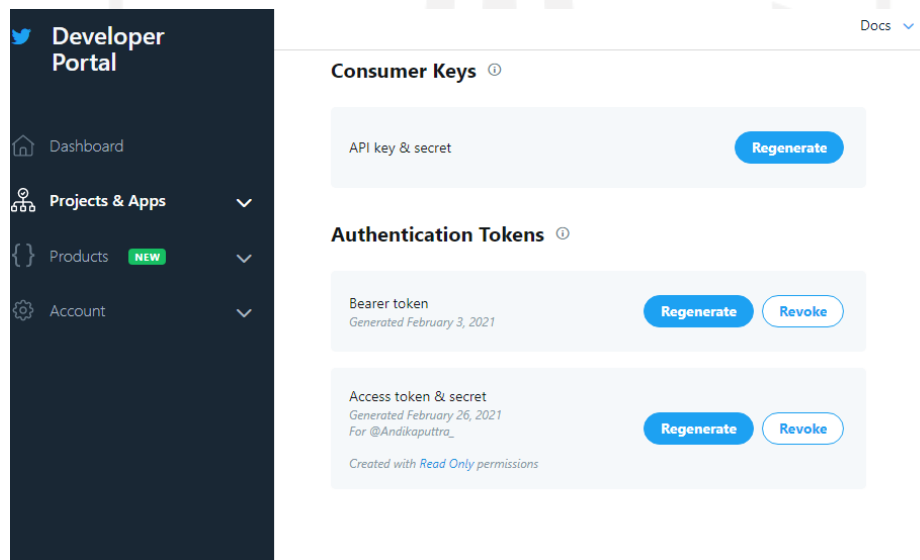 Developer
Portal
Docs
Dashboard
Projects & Apps
Products NEW
Account
Consumer Keys
API key & secret
Regenerate
Authentication Tokens
Bearer token
Generated February 3, 2021
Regenerate Revoke
Access token & secret
Generated February 26, 2021
For @Andikaputtra_
Created with Read Only permissions
Regenerate Revoke